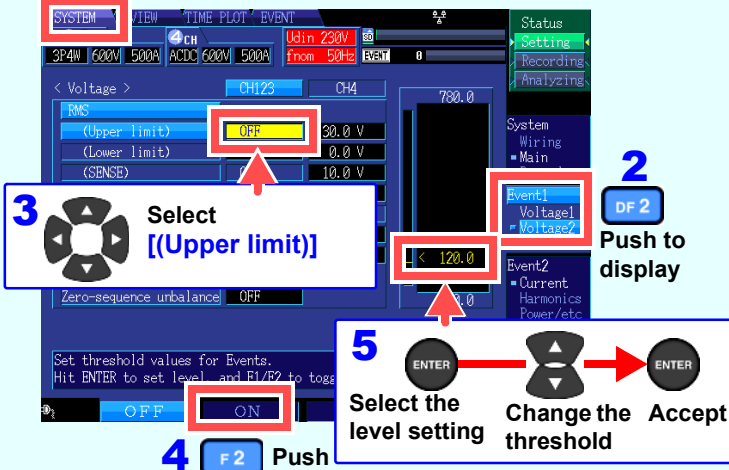 SYSTEM VIEW TIME PLOT EVENT
4 CH Udin 230V SD
3P4W 600V 500A ACDC 600V 500A fnom 50Hz EVENT 0
Status
Setting
Recording
Analyzing
< Voltage > CH123 CH4
RMS
(Upper limit) OFF 30.0 V
(Lower limit) 0.0 V
(SENSE) 10.0 V
Zero-sequence unbalance OFF
780.0
< 120.0
System
Wiring
Main
Event1
Voltage1
Voltage2
Event2
Current
Harmonics
Power/etc
2
DF 2
Push to
display
3
Select
[(Upper limit)]
Set threshold values for Events.
Hit ENTER to set level, and F1/F2 to
OFF ON
4 F 2 Push
5
ENTER ENTER
Select the
level setting
Change the
threshold
Accept